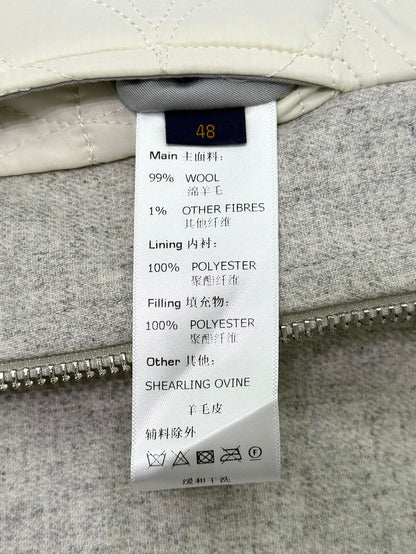 48
Main 主面料:
99% WOOL
绵羊毛
1% OTHER FIBRES
其他纤维
Lining 内衬:
100% POLYESTER
聚酯纤维
Filling 填充物:
100% POLYESTER
聚酯纤维
Other 其他:
SHEARLING OVINE
羊毛皮
辅料除外
F
缓和干洗